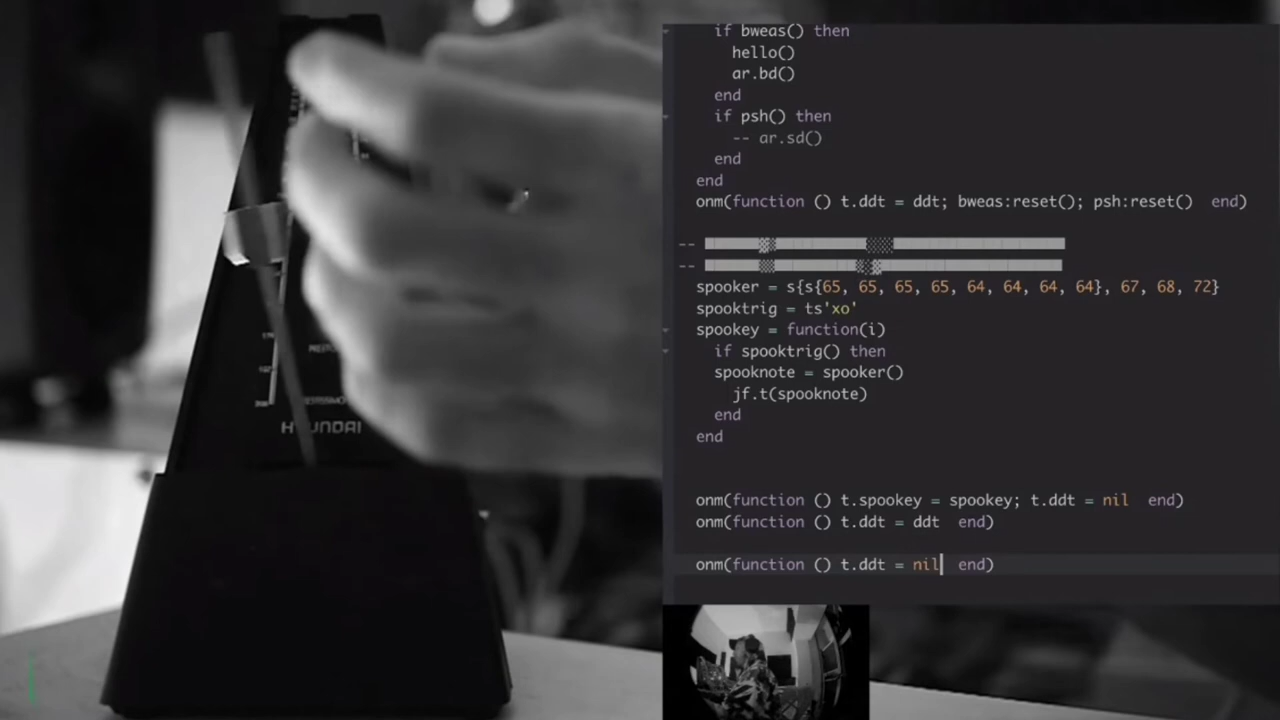 if bweas() then
hello()
ar.bd()
end
if psh() then
-- ar.sd()
end
end
onm(function () t.ddt = ddt; bweas:reset(); psh:reset()  end)
--
--
spooker = s{s{65, 65, 65, 65, 64, 64, 64, 64}, 67, 68, 72}
spooktrig = ts'xo'
spookey = function(i)
if spooktrig() then
spooknote = spooker()
jf.t(spooknote)
end
end
onm(function () t.spookey = spookey; t.ddt = nil  end)
onm(function () t.ddt = ddt  end)
onm(function () t.ddt = nil  end)
HYUNDAI